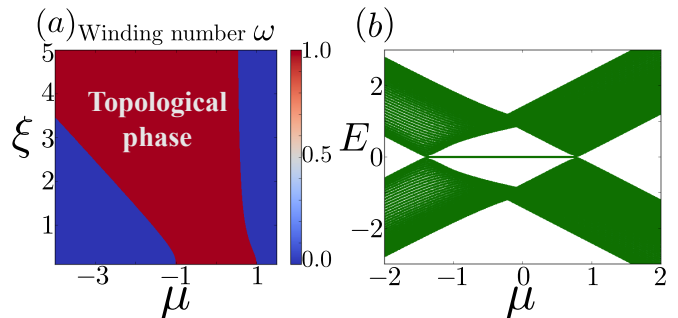 (a) Winding number ω
(b)
5
4
3
2
1
ξ
Topological
phase
1.0
0.5
0.0
−3
−1
1
μ
2
0
−2
E
−2
−1
0
1
2
μ